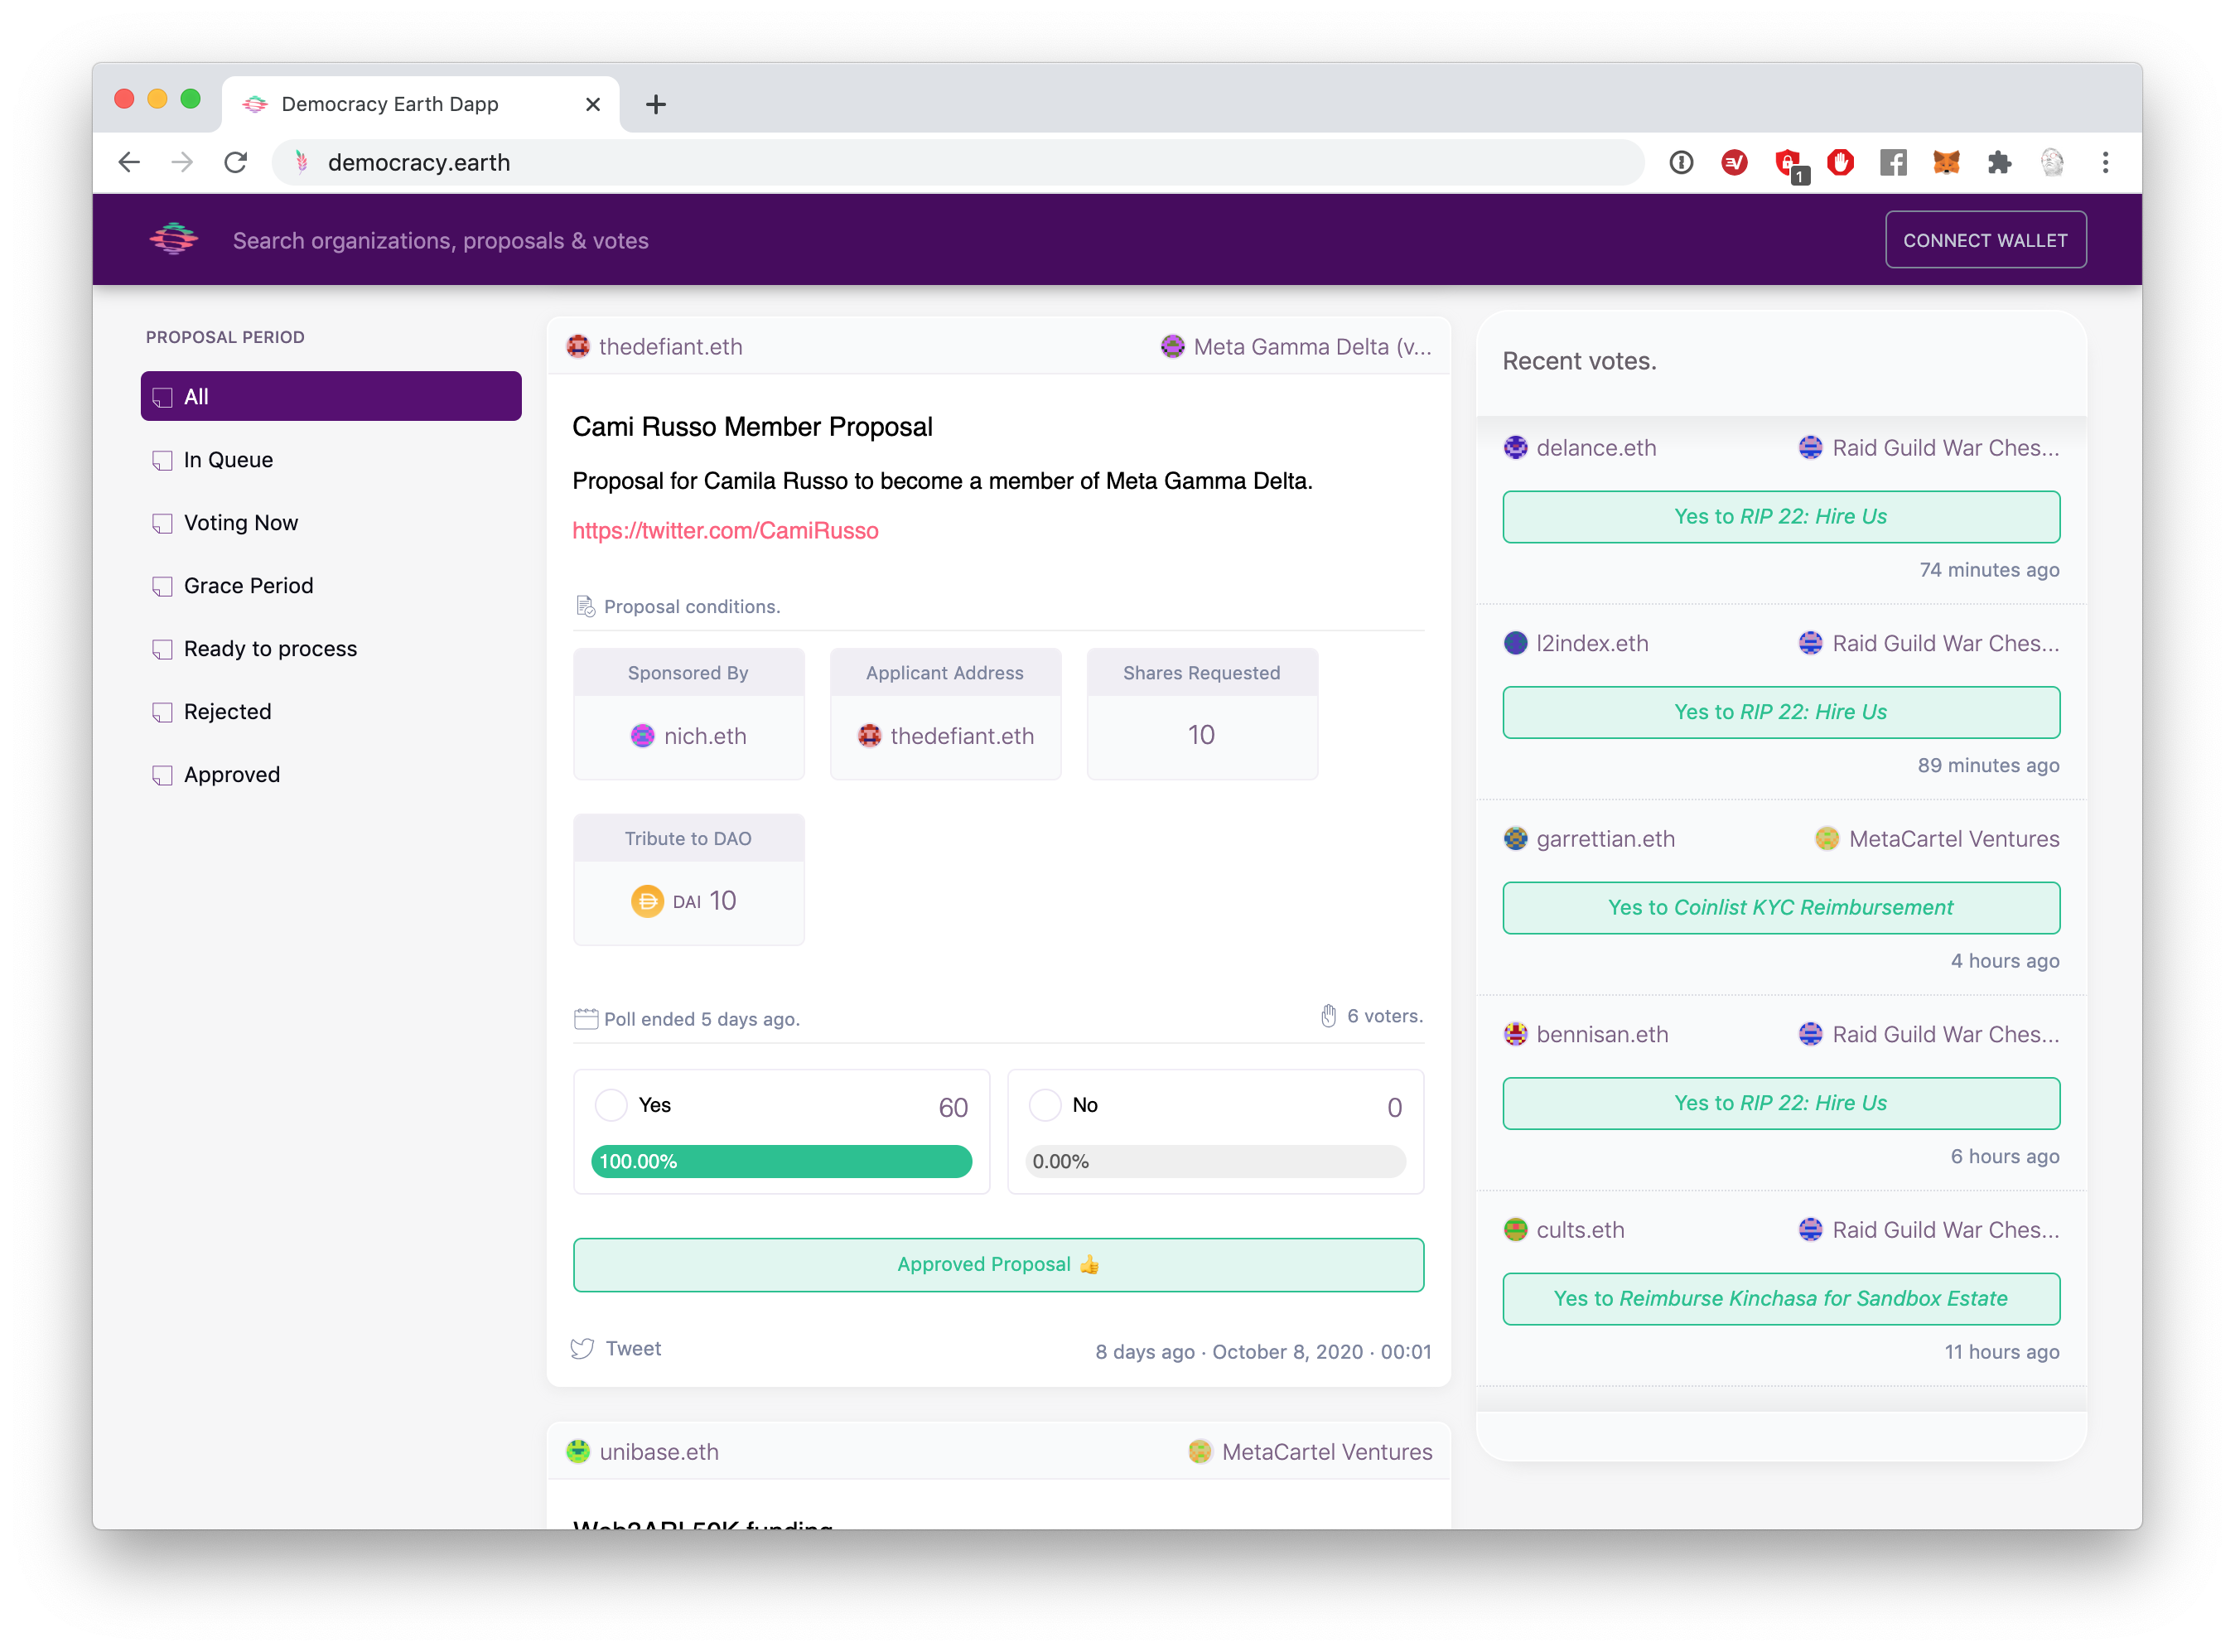 Democracy Earth Dapp
democracy.earth
1
Search organizations, proposals & votes
CONNECT WALLET
PROPOSAL PERIOD
All
In Queue
Voting Now
Grace Period
Ready to process
Rejected
Approved
thedefiant.eth
Meta Gamma Delta (v...
Cami Russo Member Proposal
Proposal for Camila Russo to become a member of Meta Gamma Delta.
https://twitter.com/CamiRusso
Proposal conditions.
Sponsored By
nich.eth
Applicant Address
thedefiant.eth
Shares Requested
10
Tribute to DAO
DAI 10
Poll ended 5 days ago.
6 voters.
Yes
60
100.00%
No
0
0.00%
Approved Proposal 👍
Tweet
8 days ago · October 8, 2020 · 00:01
unibase.eth
MetaCartel Ventures
Recent votes.
delance.eth
Raid Guild War Ches...
Yes to RIP 22: Hire Us
74 minutes ago
l2index.eth
Raid Guild War Ches...
Yes to RIP 22: Hire Us
89 minutes ago
garrettian.eth
MetaCartel Ventures
Yes to Coinlist KYC Reimbursement
4 hours ago
bennisan.eth
Raid Guild War Ches...
Yes to RIP 22: Hire Us
6 hours ago
cults.eth
Raid Guild War Ches...
Yes to Reimburse Kinchasa for Sandbox Estate
11 hours ago